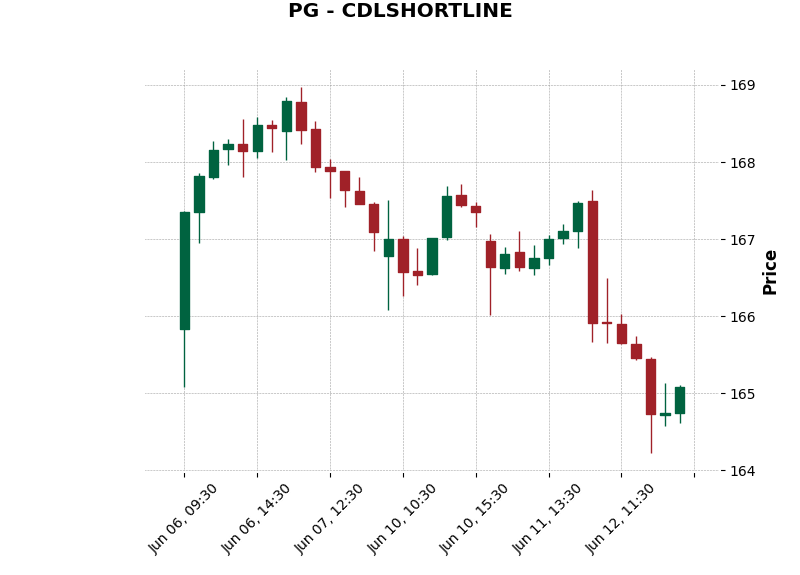 PG - CDLSHORTLINE
169
168
167
166
165
164
Price
Jun 06, 09:30
Jun 06, 14:30
Jun 07, 12:30
Jun 10, 10:30
Jun 10, 15:30
Jun 11, 13:30
Jun 12, 11:30